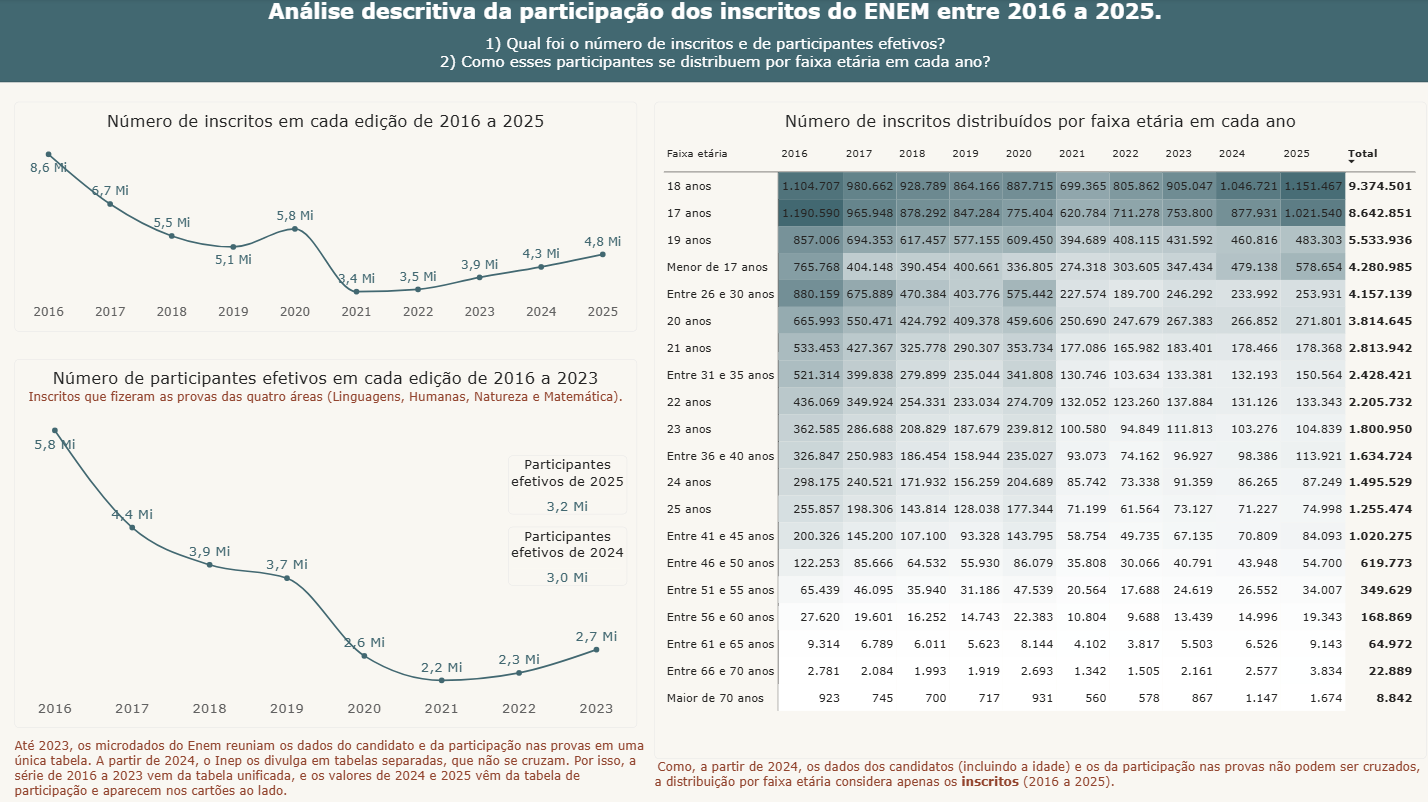 Análise descritiva da participação dos inscritos do ENEM entre 2016 a 2025.
1) Qual foi o número de inscritos e de participantes efetivos?
2) Como esses participantes se distribuem por faixa etária em cada ano?
Número de inscritos em cada edição de 2016 a 2025
8,6 Mi
6,7 Mi
5,5 Mi
5,1 Mi
5,8 Mi
3,4 Mi
3,5 Mi
3,9 Mi
4,3 Mi
4,8 Mi
2016 2017 2018 2019 2020 2021 2022 2023 2024 2025
Número de participantes efetivos em cada edição de 2016 a 2023
Inscritos que fizeram as provas das quatro áreas (Linguagens, Humanas, Natureza e Matemática).
5,8 Mi
4,4 Mi
3,9 Mi
3,7 Mi
2,6 Mi
2,2 Mi
2,3 Mi
2,7 Mi
Participantes
efetivos de 2025
3,2 Mi
Participantes
efetivos de 2024
3,0 Mi
2016 2017 2018 2019 2020 2021 2022 2023
Até 2023, os microdados do Enem reuniam os dados do candidato e da participação nas provas em uma
única tabela. A partir de 2024, o Inep os divulga em tabelas separadas, que não se cruzam. Por isso, a
série de 2016 a 2023 vem da tabela unificada, e os valores de 2024 e 2025 vêm da tabela de
participação e aparecem nos cartões ao lado.
Número de inscritos distribuídos por faixa etária em cada ano
Faixa etária 2016 2017 2018 2019 2020 2021 2022 2023 2024 2025 Total
18 anos 1.104.707 980.662 928.789 864.166 887.715 699.365 805.862 905.047 1.046.721 1.151.467 9.374.501
17 anos 1.190.590 965.948 878.292 847.284 775.404 620.784 711.278 753.800 877.931 1.021.540 8.642.851
19 anos 857.006 694.353 617.457 577.155 609.450 394.689 408.115 431.592 460.816 483.303 5.533.936
Menor de 17 anos 765.768 404.148 390.454 400.661 336.805 274.318 303.605 347.434 479.138 578.654 4.280.985
Entre 26 e 30 anos 880.159 675.889 470.384 403.776 575.442 227.574 189.700 246.292 233.992 253.931 4.157.139
20 anos 665.993 550.471 424.792 409.378 459.606 250.690 247.679 267.383 266.852 271.801 3.814.645
21 anos 533.453 427.367 325.778 290.307 353.734 177.086 165.982 183.401 178.466 178.368 2.813.942
Entre 31 e 35 anos 521.314 399.838 279.899 235.044 341.808 130.746 103.634 133.381 132.193 150.564 2.428.421
22 anos 436.069 349.924 254.331 233.034 274.709 132.052 123.260 137.884 131.126 133.343 2.205.732
23 anos 362.585 286.688 208.829 187.679 239.812 100.580 94.849 111.813 103.276 104.839 1.800.950
Entre 36 e 40 anos 326.847 250.983 186.454 158.944 235.027 93.073 74.162 96.927 98.386 113.921 1.634.724
24 anos 298.175 240.521 171.932 156.259 204.689 85.742 73.338 91.359 86.265 87.249 1.495.529
25 anos 255.857 198.306 143.814 128.038 177.344 71.199 61.564 73.127 71.227 74.998 1.255.474
Entre 41 e 45 anos 200.326 145.200 107.100 93.328 143.795 58.754 49.735 67.135 70.809 84.093 1.020.275
Entre 46 e 50 anos 122.253 85.666 64.532 55.930 86.079 35.808 30.066 40.791 43.948 54.700 619.773
Entre 51 e 55 anos 65.439 46.095 35.940 31.186 47.539 20.564 17.688 24.619 26.552 34.007 349.629
Entre 56 e 60 anos 27.620 19.601 16.252 14.743 22.383 10.804 9.688 13.439 14.996 19.343 168.869
Entre 61 e 65 anos 9.314 6.789 6.011 5.623 8.144 4.102 3.817 5.503 6.526 9.143 64.972
Entre 66 e 70 anos 2.781 2.084 1.993 1.919 2.693 1.342 1.505 2.161 2.577 3.834 22.889
Maior de 70 anos 923 745 700 717 931 560 578 867 1.147 1.674 8.842
Como, a partir de 2024, os dados dos candidatos (incluindo a idade) e os da participação nas provas não podem ser cruzados,
a distribuição por faixa etária considera apenas os inscritos (2016 a 2025).